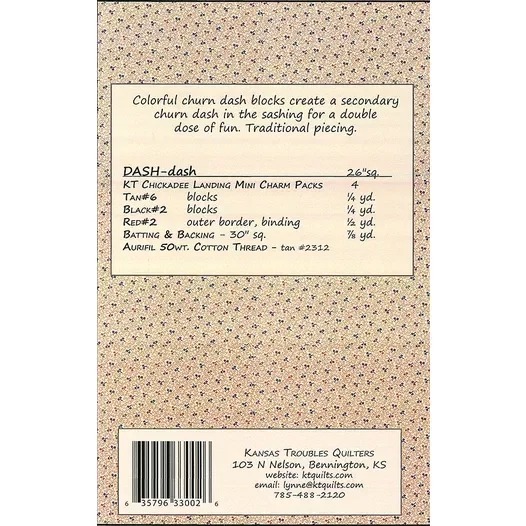 Colorful churn dash blocks create a secondary
churn dash in the sashing for a double
dose of fun. Traditional piecing.
DASH-dash 26"sq.
KT Chickadee Landing Mini Charm Packs 4
Tan#6 blocks ¼ yd.
Black#2 blocks ¼ yd.
Red#2 outer border, binding ½ yd.
Batting & Backing - 30" sq. ⅞ yd.
Aurifil 50wt. Cotton Thread - tan #2312
Kansas Troubles Quilters
103 N Nelson, Bennington, KS
website: ktquilts.com
email: lynne@ktquilts.com
785-488-2120
6 35796 33002 6